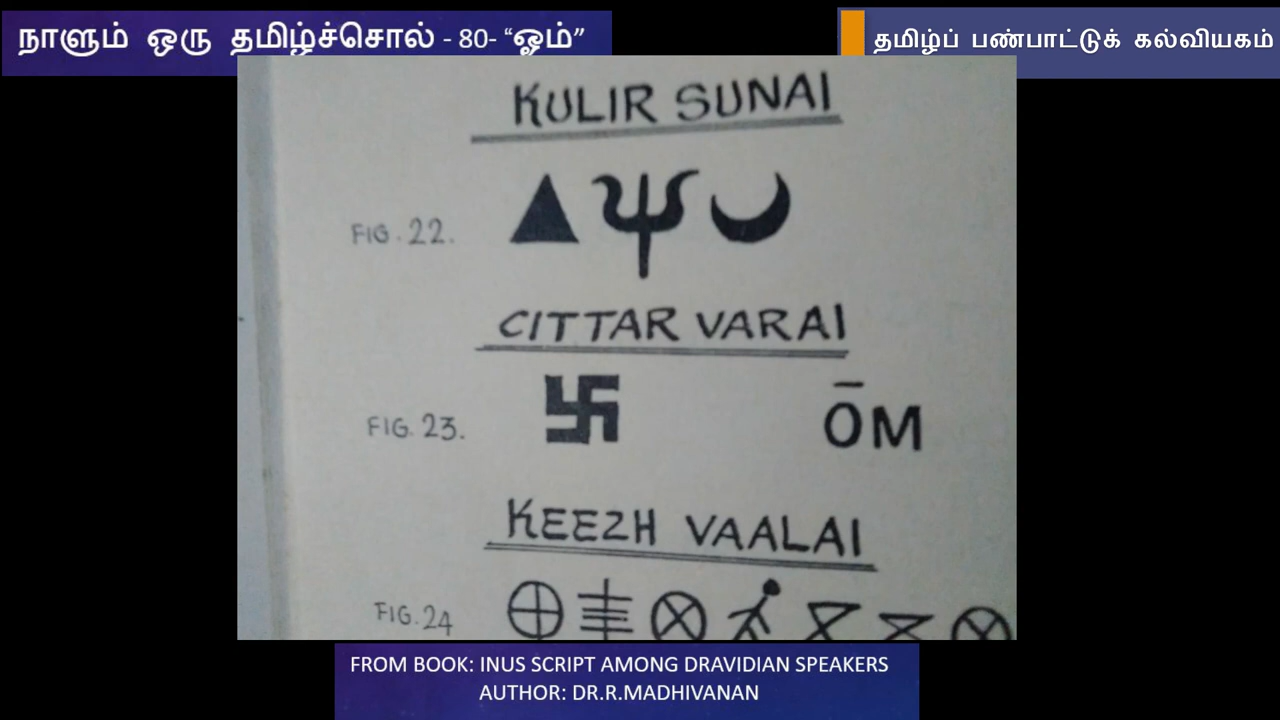 நாளும் ஒரு தமிழ்ச்சொல் - 80- “ஓம்”
தமிழ்ப் பண்பாட்டுக் கல்வியகம்
KULIR SUNAI
FIG. 22.
CITTAR VARAI
FIG. 23.
ŌM
KEEZH VAALAI
FIG. 24
FROM BOOK: INUS SCRIPT AMONG DRAVIDIAN SPEAKERS
AUTHOR: DR.R.MADHIVANAN